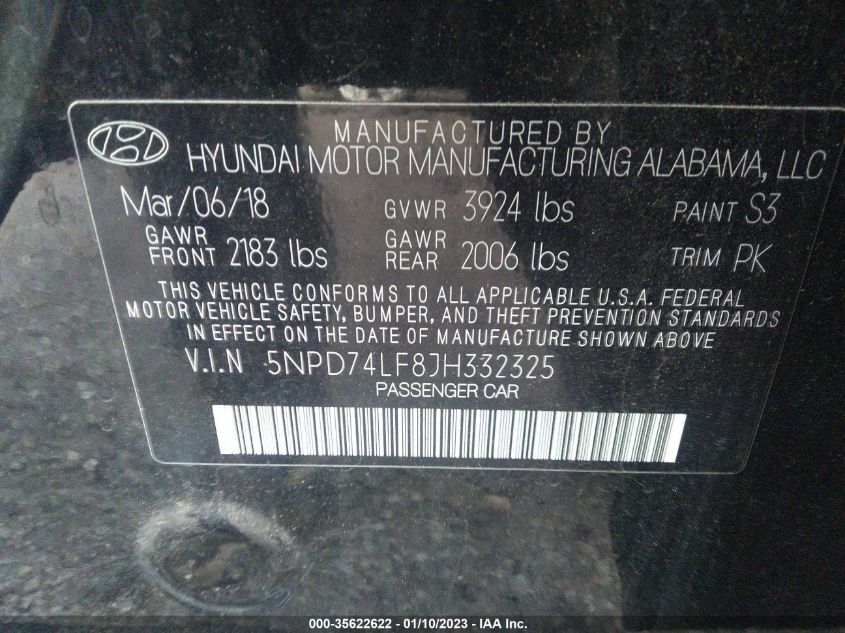 MANUFACTURED BY
HYUNDAI MOTOR MANUFACTURING ALABAMA, LLC
Mar/06/18 GVWR 3924 lbs PAINT S3
GAWR FRONT 2183 lbs GAWR REAR 2006 lbs TRIM PK
THIS VEHICLE CONFORMS TO ALL APPLICABLE U.S.A. FEDERAL
MOTOR VEHICLE SAFETY, BUMPER, AND THEFT PREVENTION STANDARDS
IN EFFECT ON THE DATE OF MANUFACTURE SHOWN ABOVE
V.I.N 5NPD74LF8JH332325
PASSENGER CAR
000-35622622 - 01/10/2023 - IAA Inc.